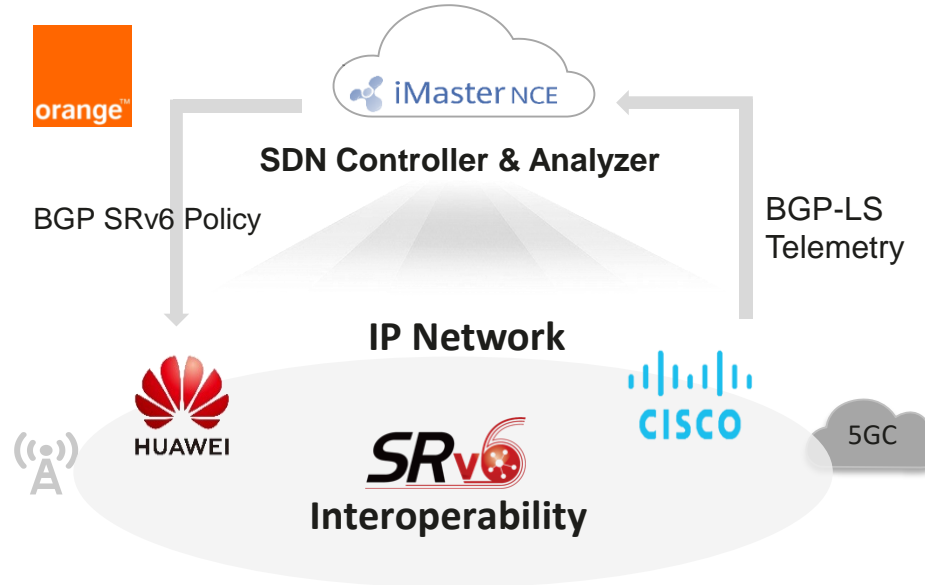 orange™
iMaster NCE
SDN Controller & Analyzer
BGP SRv6 Policy
BGP-LS
Telemetry
IP Network
HUAWEI
CISCO
5GC
SRv6
Interoperability